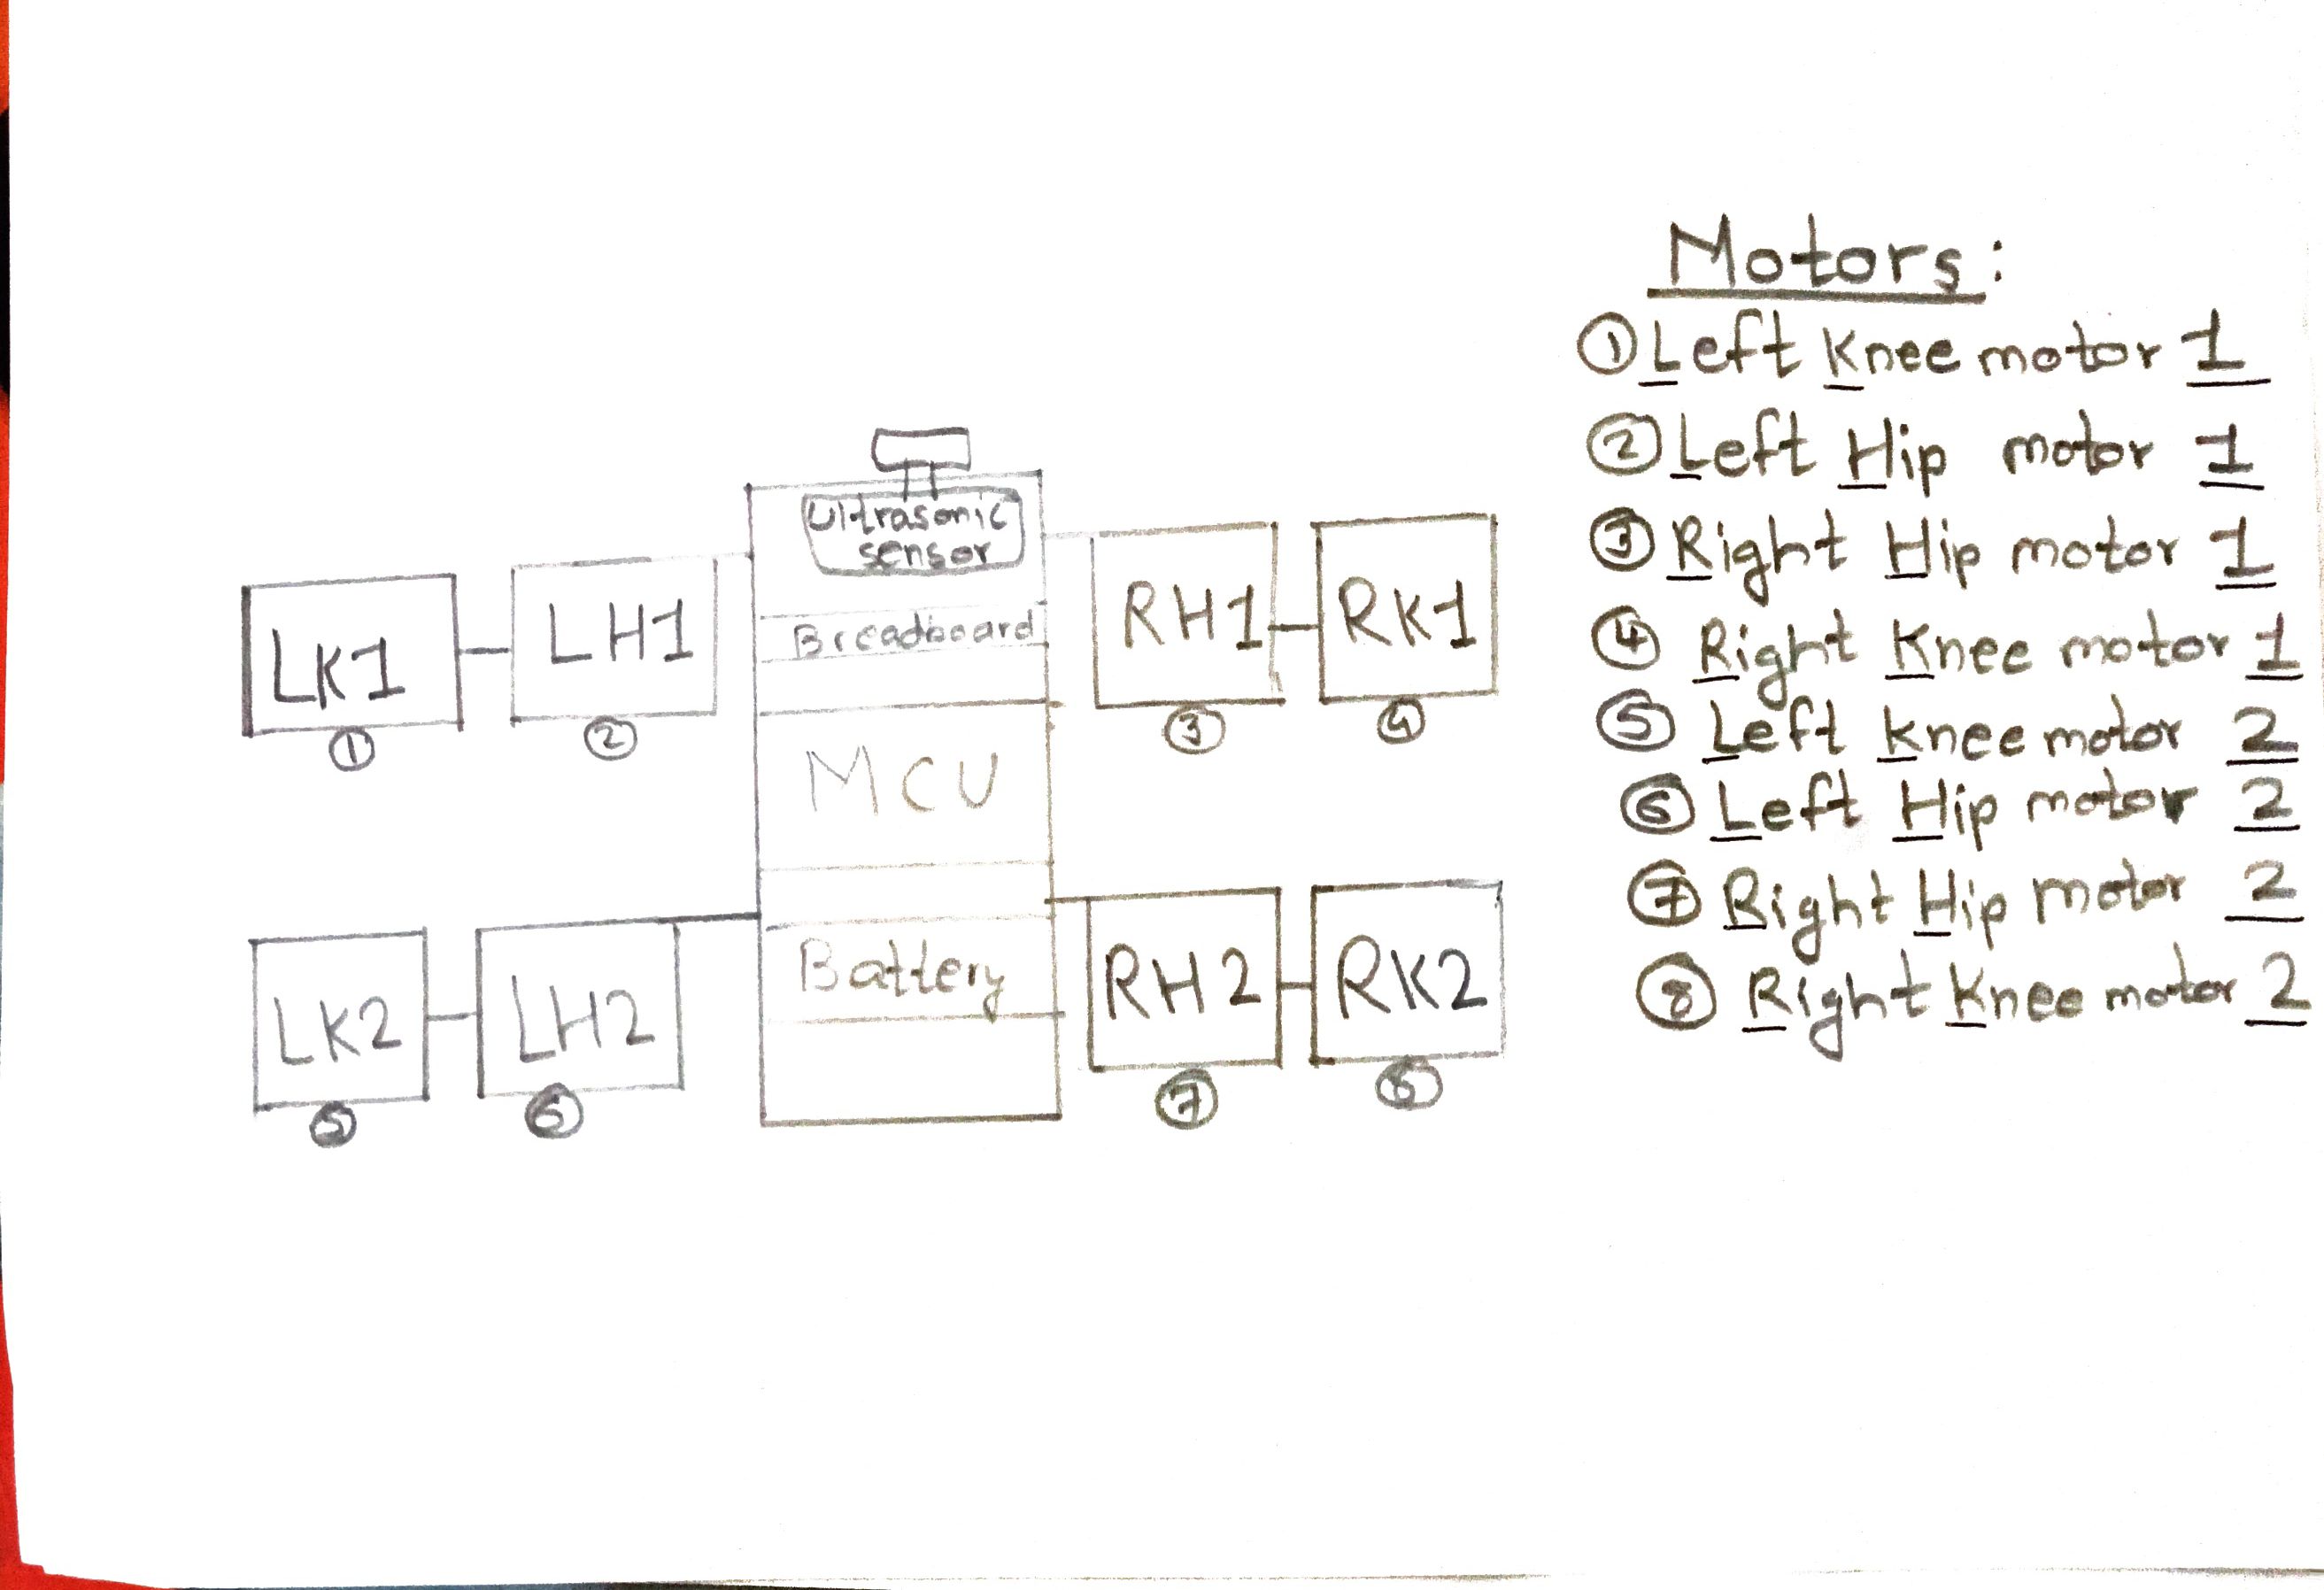 Motors:
① Left Knee motor 1
② Left Hip motor 1
③ Right Hip motor 1
④ Right Knee motor 1
⑤ Left Knee motor 2
⑥ Left Hip motor 2
⑦ Right Hip motor 2
⑧ Right Knee motor 2
Ultrasonic
sensor
LK1
①
LH1
②
Breadboard
RH1
③
RK1
④
MCU
LK2
⑤
LH2
⑥
Battery
RH2
⑦
RK2
⑧